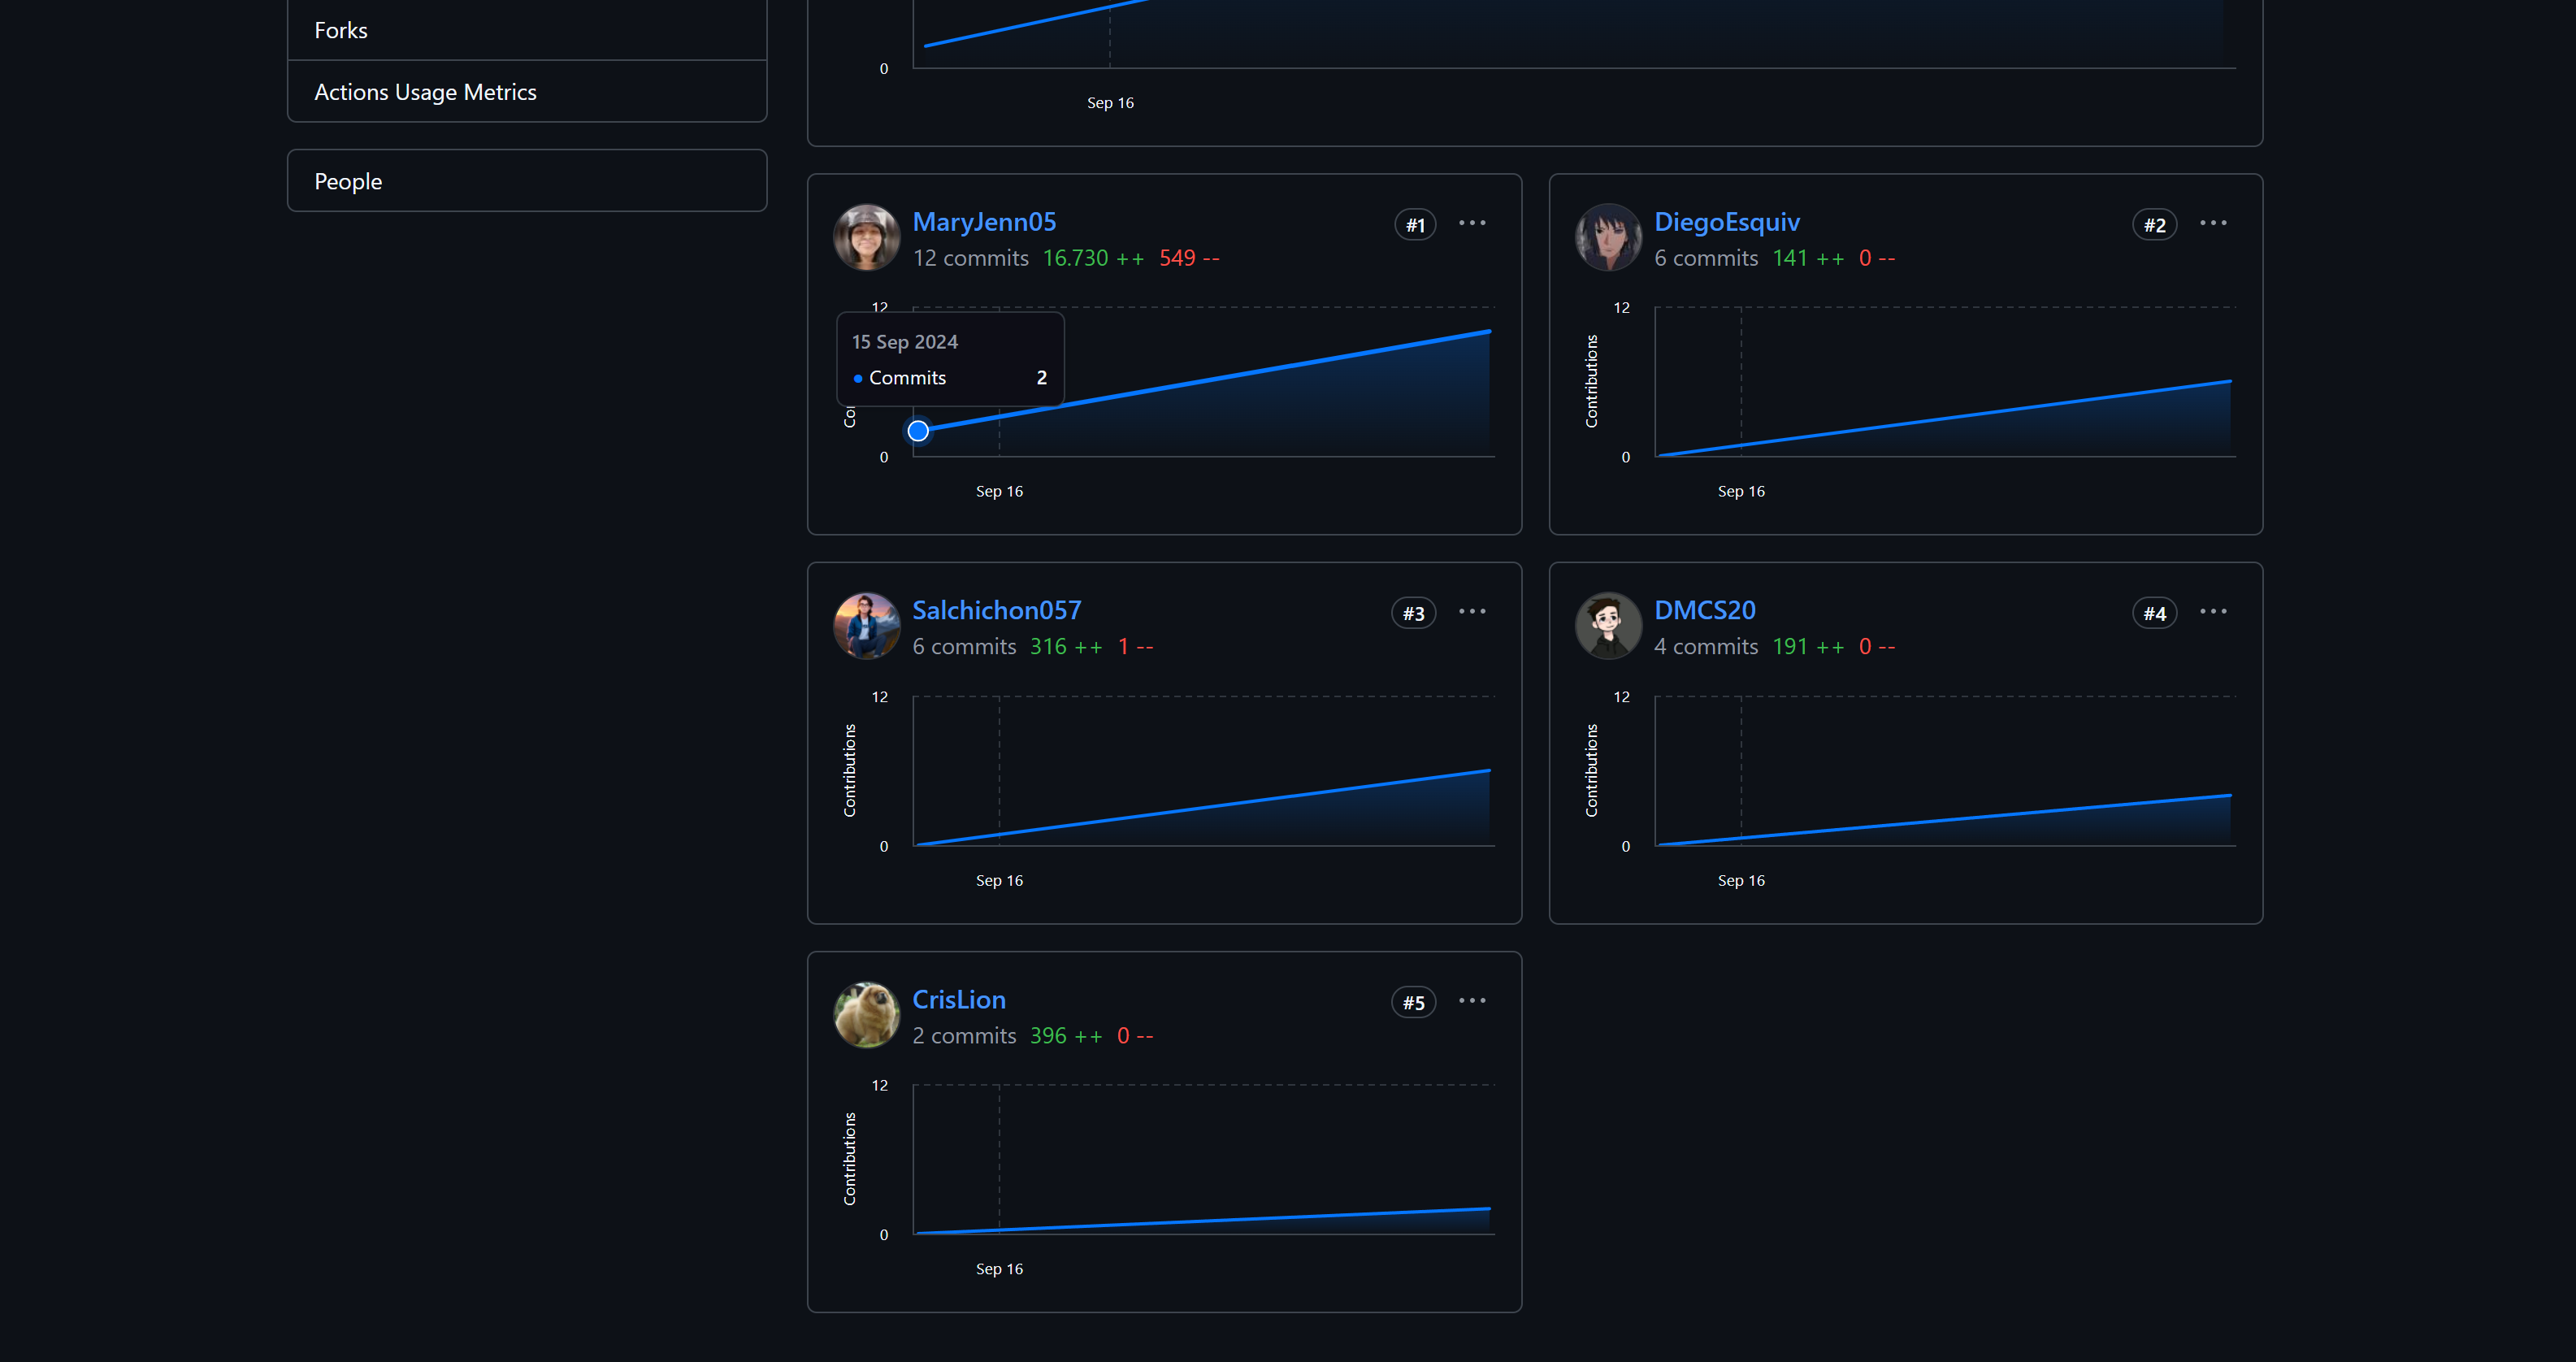 Forks
Actions Usage Metrics
People
0
Sep 16
MaryJenn05
#1
12 commits 16.730 ++ 549 --
12
15 Sep 2024
Commits 2
0
Sep 16
DiegoEsquiv
#2
6 commits 141 ++ 0 --
12
Contributions
0
Sep 16
Salchichon057
#3
6 commits 316 ++ 1 --
12
Contributions
0
Sep 16
DMCS20
#4
4 commits 191 ++ 0 --
12
Contributions
0
Sep 16
CrisLion
#5
2 commits 396 ++ 0 --
12
Contributions
0
Sep 16